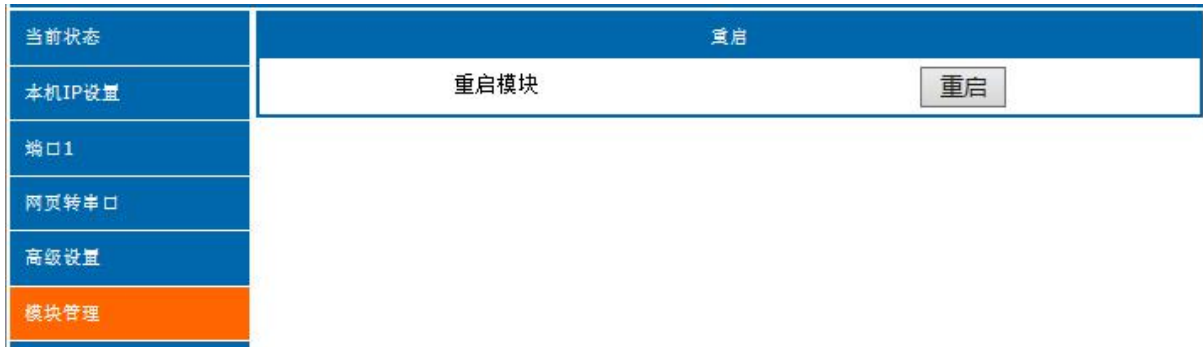 当前状态
本机IP设置
端口1
网页转串口
高级设置
模块管理
重启
重启模块
重启